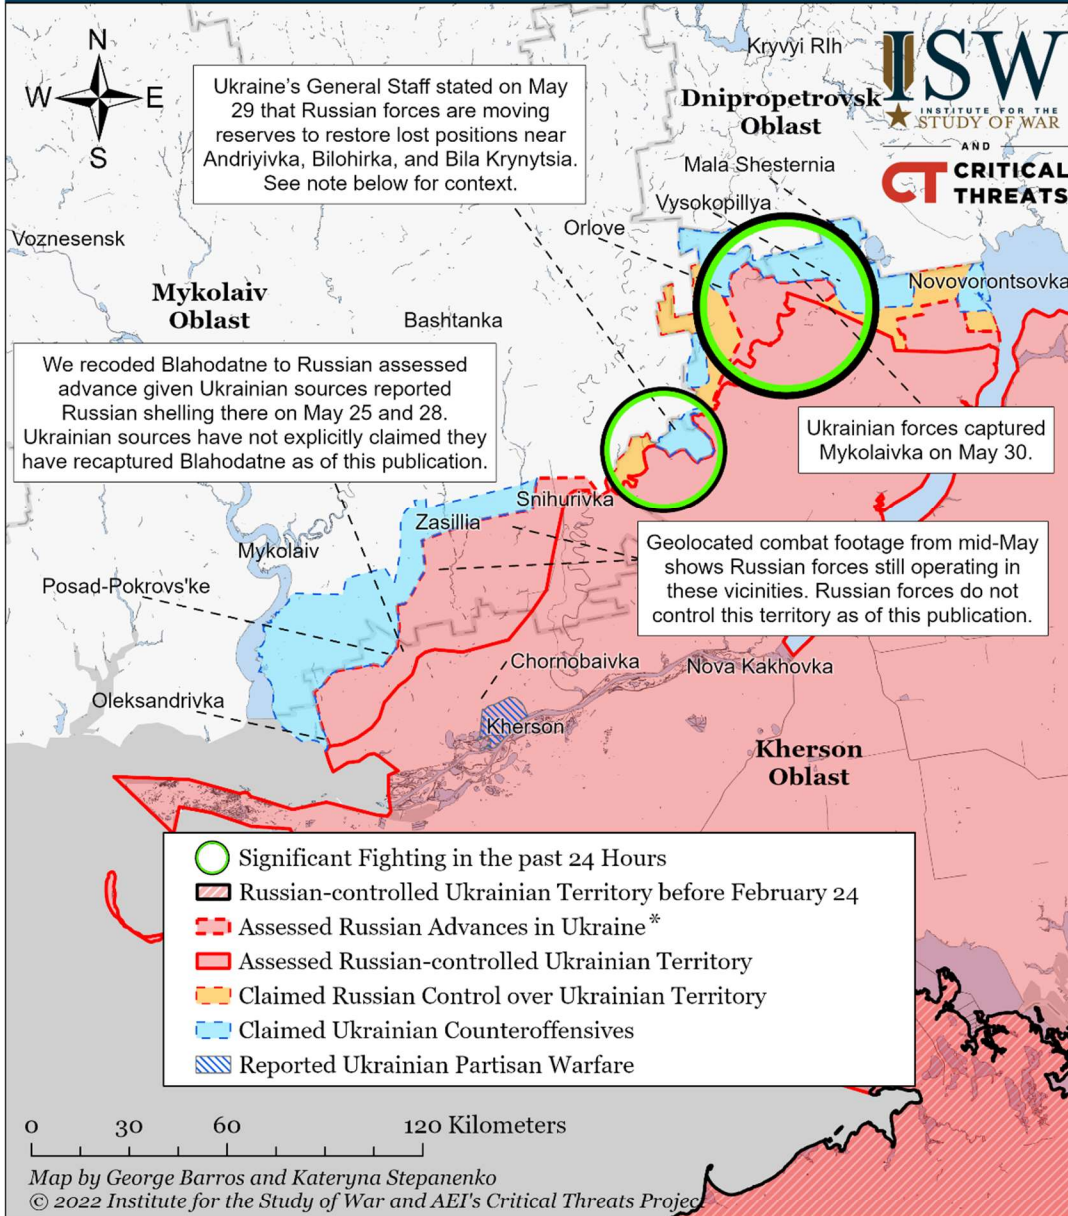 N
W
E
S
Ukraine's General Staff stated on May
29 that Russian forces are moving
reserves to restore lost positions near
Andriyivka, Bilohirka, and Bila Krynytsia.
See note below for context.
Kryvyi RIh
ISW
INSTITUTE FOR THE
STUDY OF WAR
AND
CT CRITICAL
THREATS
Dnipropetrovsk
Oblast
Mala Shesternia
Vysokopillya
Orlove
Voznesensk
Novovorontsovka
Mykolaiv
Oblast
Bashtanka
We recoded Blahodatne to Russian assessed
advance given Ukrainian sources reported
Russian shelling there on May 25 and 28.
Ukrainian sources have not explicitly claimed they
have recaptured Blahodatne as of this publication.
Ukrainian forces captured
Mykolaivka on May 30.
Snihurivka
Zasillia
Mykolaiv
Geolocated combat footage from mid-May
shows Russian forces still operating in
these vicinities. Russian forces do not
control this territory as of this publication.
Posad-Pokrovs'ke
Chornobaivka
Nova Kakhovka
Oleksandrivka
Kherson
Kherson
Oblast
Significant Fighting in the past 24 Hours
Russian-controlled Ukrainian Territory before February 24
Assessed Russian Advances in Ukraine*
Assessed Russian-controlled Ukrainian Territory
Claimed Russian Control over Ukrainian Territory
Claimed Ukrainian Counteroffensives
Reported Ukrainian Partisan Warfare
0 30 60 120 Kilometers
Map by George Barros and Kateryna Stepanenko
© 2022 Institute for the Study of War and AEI's Critical Threats Project